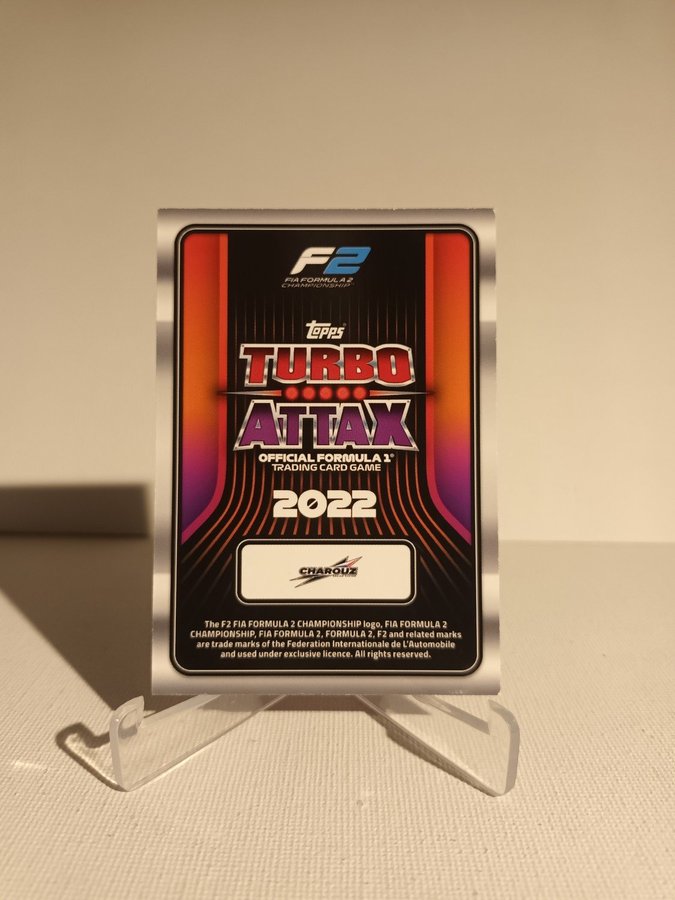 F2
FIA FORMULA 2
CHAMPIONSHIP™
Topps®
TURBO
ATTAX
OFFICIAL FORMULA 1®
TRADING CARD GAME
2022
CHAROUZ
The F2 FIA FORMULA 2 CHAMPIONSHIP logo, FIA FORMULA 2
CHAMPIONSHIP, FIA FORMULA 2, FORMULA 2, F2 and related marks
are trade marks of the Federation Internationale de L'Automobile
and used under exclusive licence. All rights reserved.